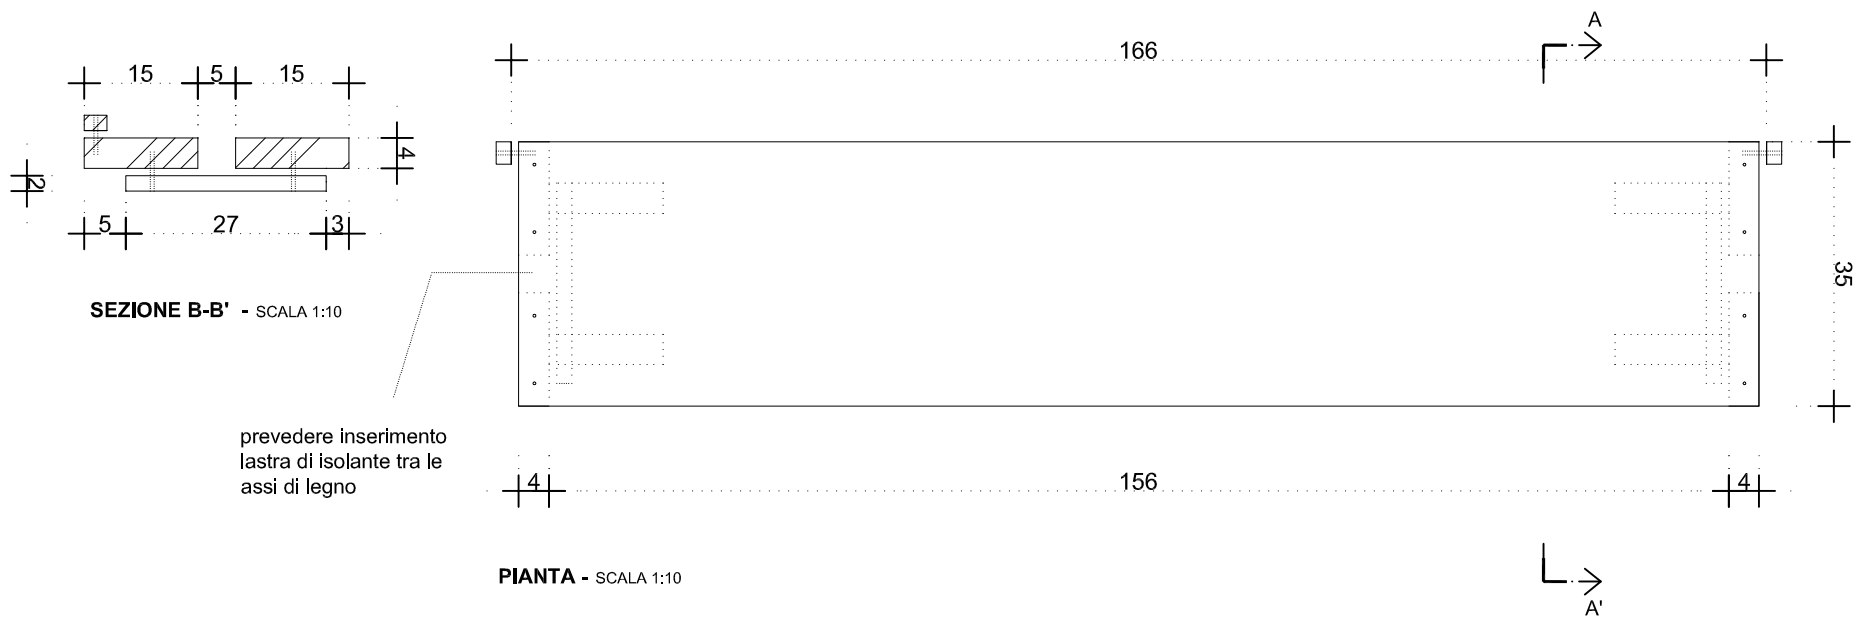 15 5 15
4
2
5 27 3
SEZIONE B-B' - SCALA 1:10
A
166
35
prevedere inserimento
lastra di isolante tra le
assi di legno
4 156 4
PIANTA - SCALA 1:10
A'